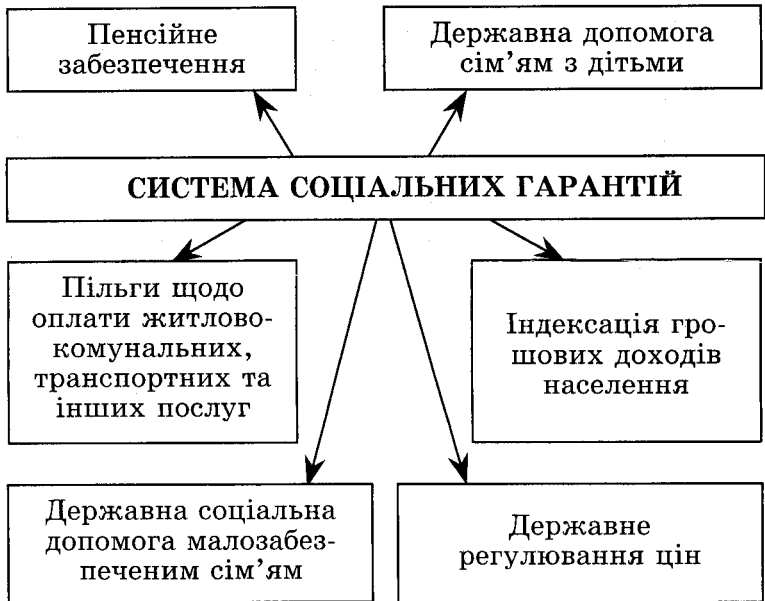 Пенсійне
забезпечення
Державна допомога
сім’ям з дітьми
СИСТЕМА СОЦІАЛЬНИХ ГАРАНТІЙ
Пільги щодо
оплати житлово-
комунальних,
транспортних та
інших послуг
Індексація гро-
шових доходів
населення
Державна соціальна
допомога малозабез-
печеним сім’ям
Державне
регулювання цін